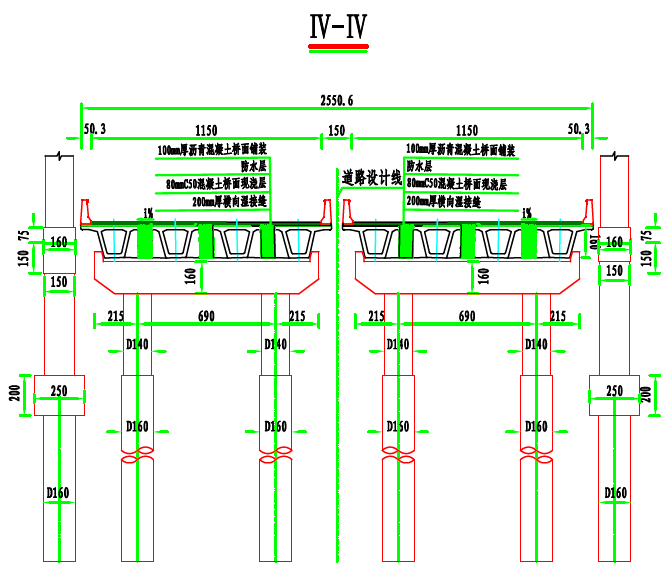 Ⅳ-Ⅳ
2550.6
50.3 1150 150 1150 50.3
100mm厚沥青混凝土桥面铺装 100mm厚沥青混凝土桥面铺装
防水层 防水层
80mmC50混凝土桥面现浇层 道路设计线 80mmC50混凝土桥面现浇层
200mm厚横向湿接缝 200mm厚横向湿接缝
1% 1%
75 160 160 75
150 160 160 150
150 150
215 690 215 215 690 215
D140 D140 D140 D140
200 250 250 200
D160 D160 D160 D160
D160 D160